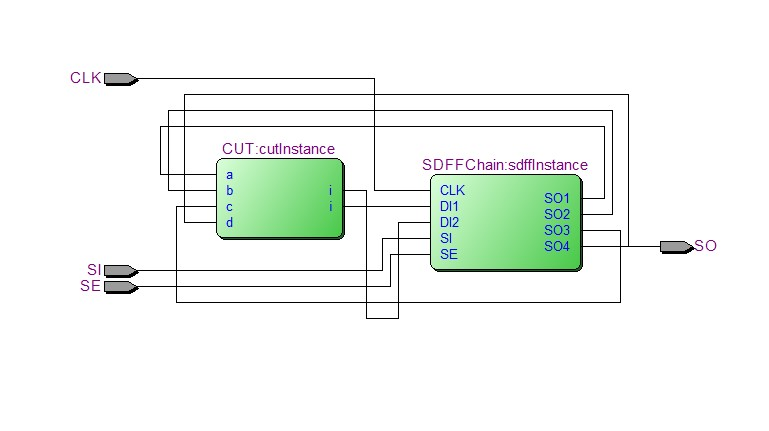 CLK
CUT:cutInstance
a
b
c
d
i
i
SDFFChain:sdffInstance
CLK
DI1
DI2
SI
SE
SO1
SO2
SO3
SO4
SO
SI
SE